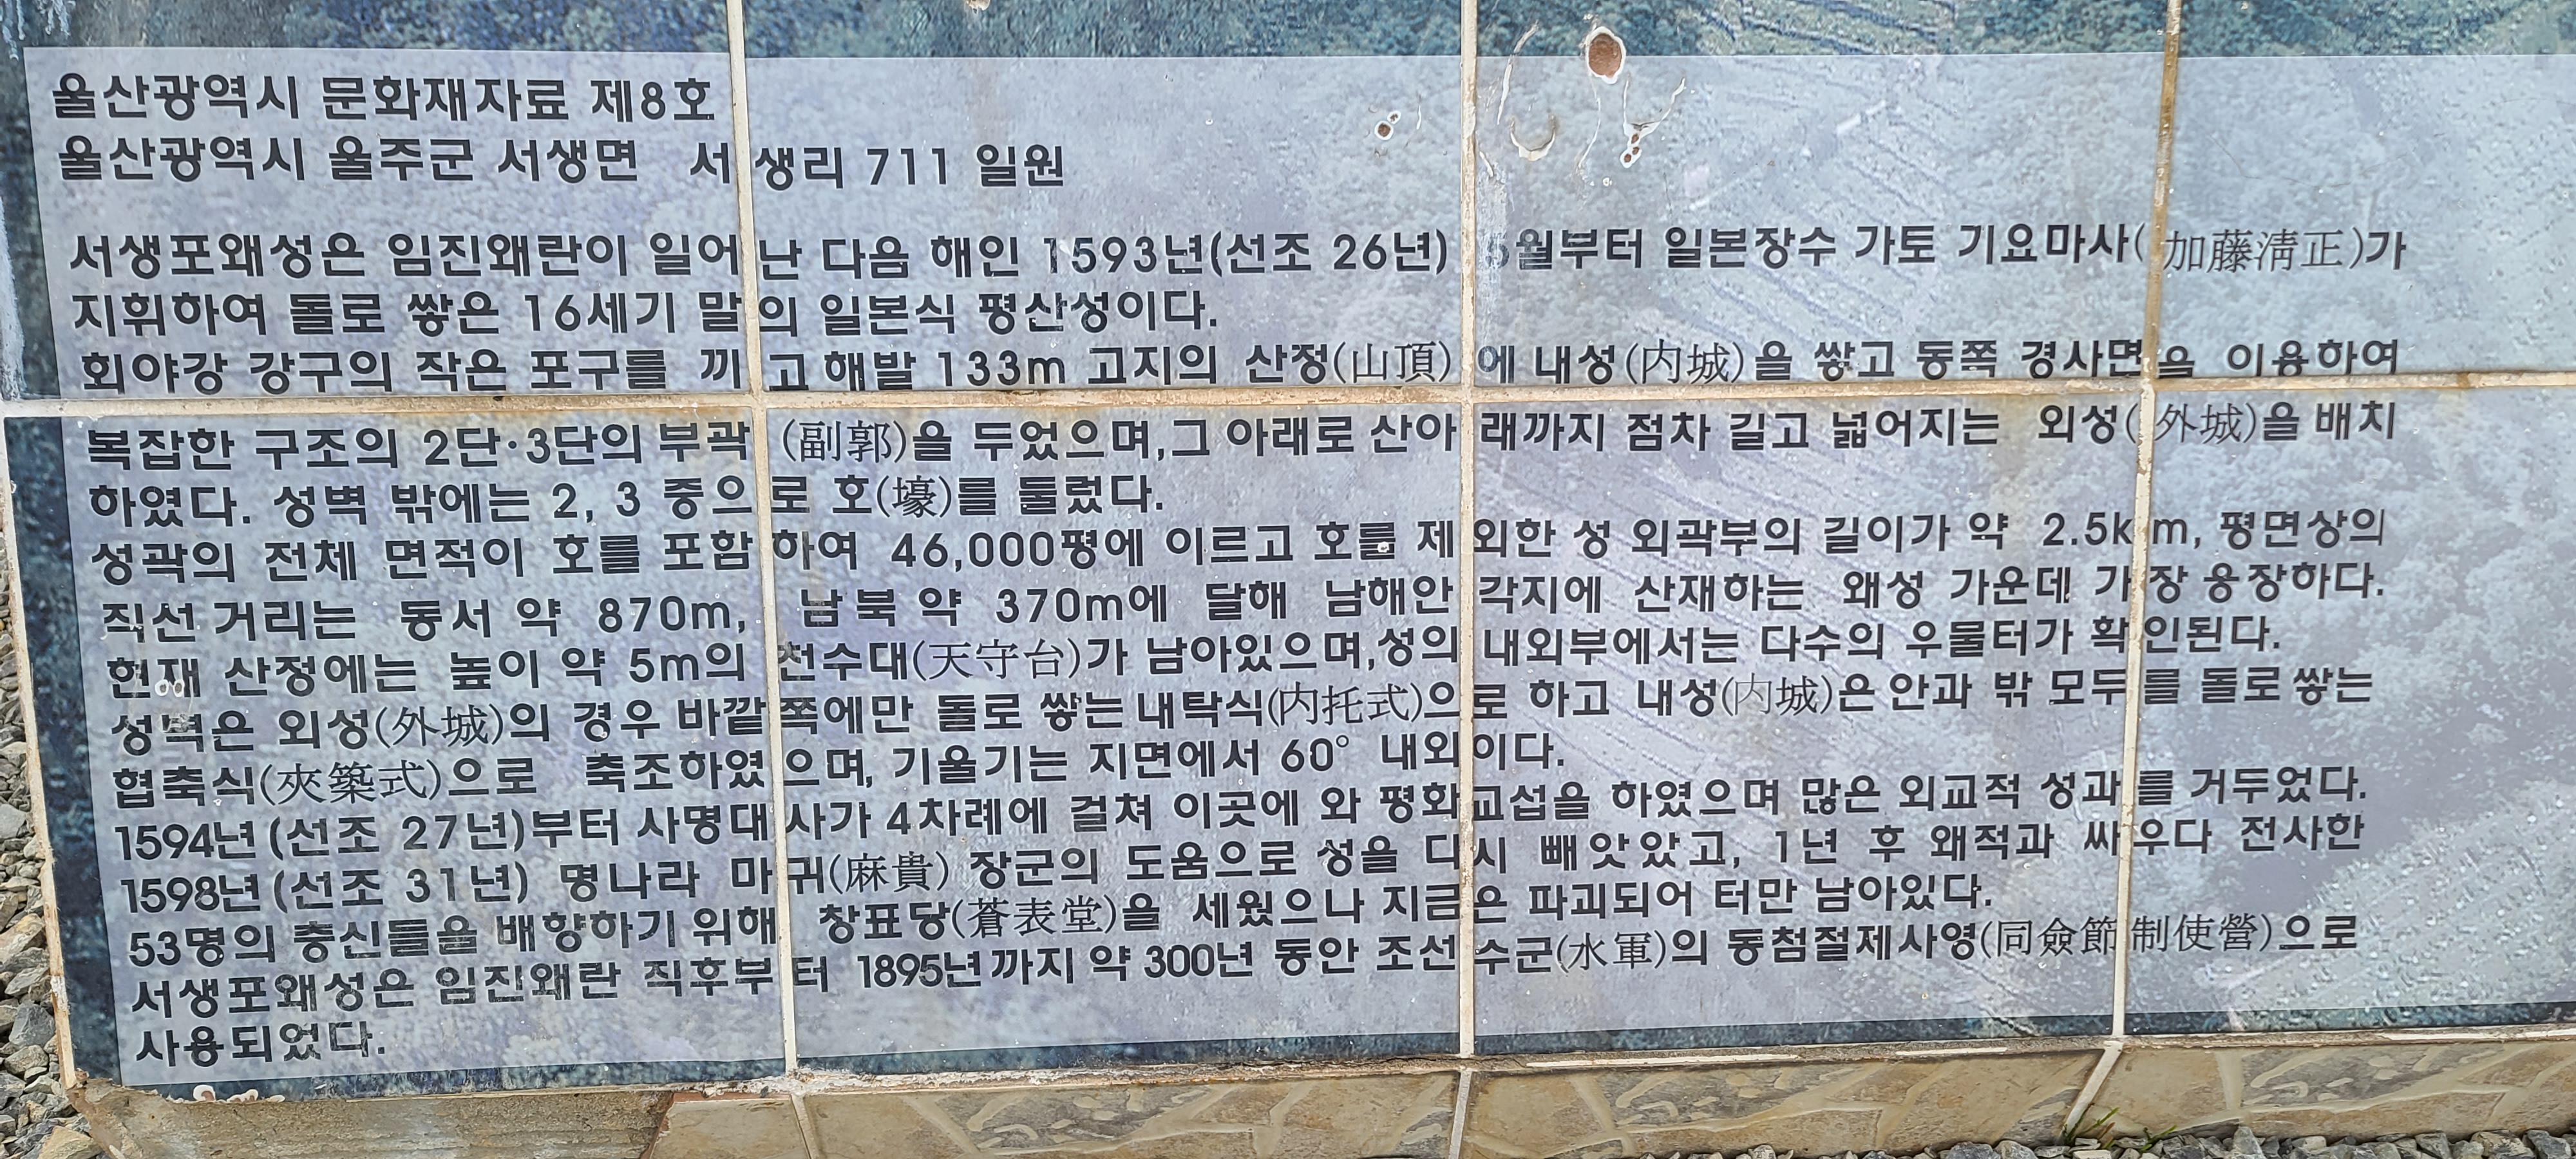 울산광역시 문화재자료 제8호
울산광역시 울주군 서생면 서생리 711 일원
서생포왜성은 임진왜란이 일어난 다음 해인 1593년(선조 26년) 5월부터 일본장수 가토 기요마사(加藤淸正)가
지휘하여 돌로 쌓은 16세기 말의 일본식 평산성이다.
회야강 강구의 작은 포구를 끼고 해발 133m 고지의 산정(山頂)에 내성(内城)을 쌓고 동쪽 경사면을 이용하여
복잡한 구조의 2단·3단의 부곽(副郭)을 두었으며,그 아래로 산아래까지 점차 길고 넓어지는 외성(外城)을 배치
하였다. 성벽 밖에는 2, 3 중으로 호(壕)를 둘렀다.
성곽의 전체 면적이 호를 포함하여 46,000평에 이르고 호를 제외한 성 외곽부의 길이가 약 2.5km, 평면상의
직선 거리는 동서 약 870m, 남북 약 370m에 달해 남해안 각지에 산재하는 왜성 가운데 가장 웅장하다.
현재 산정에는 높이 약 5m의 천수대(天守台)가 남아있으며,성의 내외부에서는 다수의 우물터가 확인된다.
성벽은 외성(外城)의 경우 바깥쪽에만 돌로 쌓는 내탁식(内托式)으로 하고 내성(内城)은 안과 밖 모두를 돌로 쌓는
협축식(夾築式)으로 축조하였으며, 기울기는 지면에서 60° 내외이다.
1594년(선조 27년)부터 사명대사가 4차례에 걸쳐 이곳에 와 평화교섭을 하였으며 많은 외교적 성과를 거두었다.
1598년(선조 31년) 명나라 마귀(麻貴) 장군의 도움으로 성을 다시 빼앗았고, 1년 후 왜적과 싸우다 전사한
53명의 충신들을 배향하기 위해 창표당(蒼表堂)을 세웠으나 지금은 파괴되어 터만 남아있다.
서생포왜성은 임진왜란 직후부터 1895년까지 약 300년 동안 조선 수군(水軍)의 동첨절제사영(同僉節制使營)으로
사용되었다.